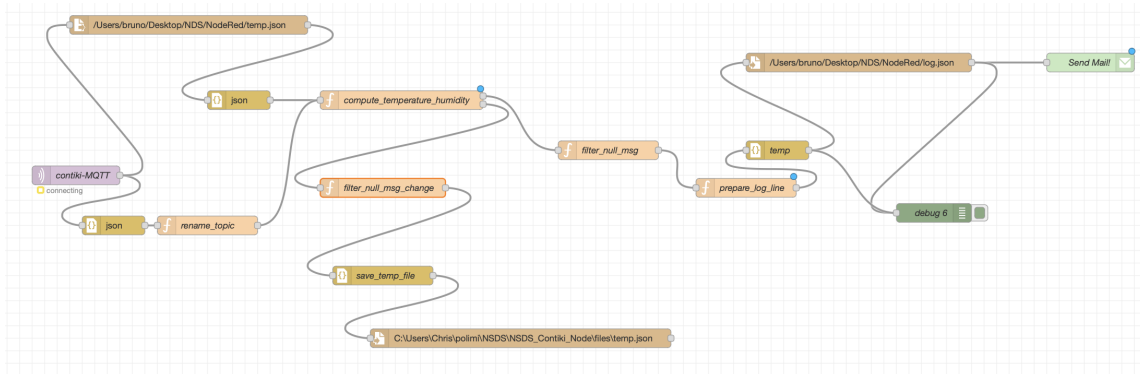 /Users/bruno/Desktop/NDS/NodeRed/temp.json
/Users/bruno/Desktop/NDS/NodeRed/log.json
Send Mail!
json
compute_temperature_humidity
filter_null_msg
temp
contiki-MQTT
connecting
filter_null_msg_change
prepare_log_line
json
rename_topic
debug 6
save_temp_file
C:\Users\Chris\polimi\NSDS\NSDS_Contiki_Node\files\temp.json